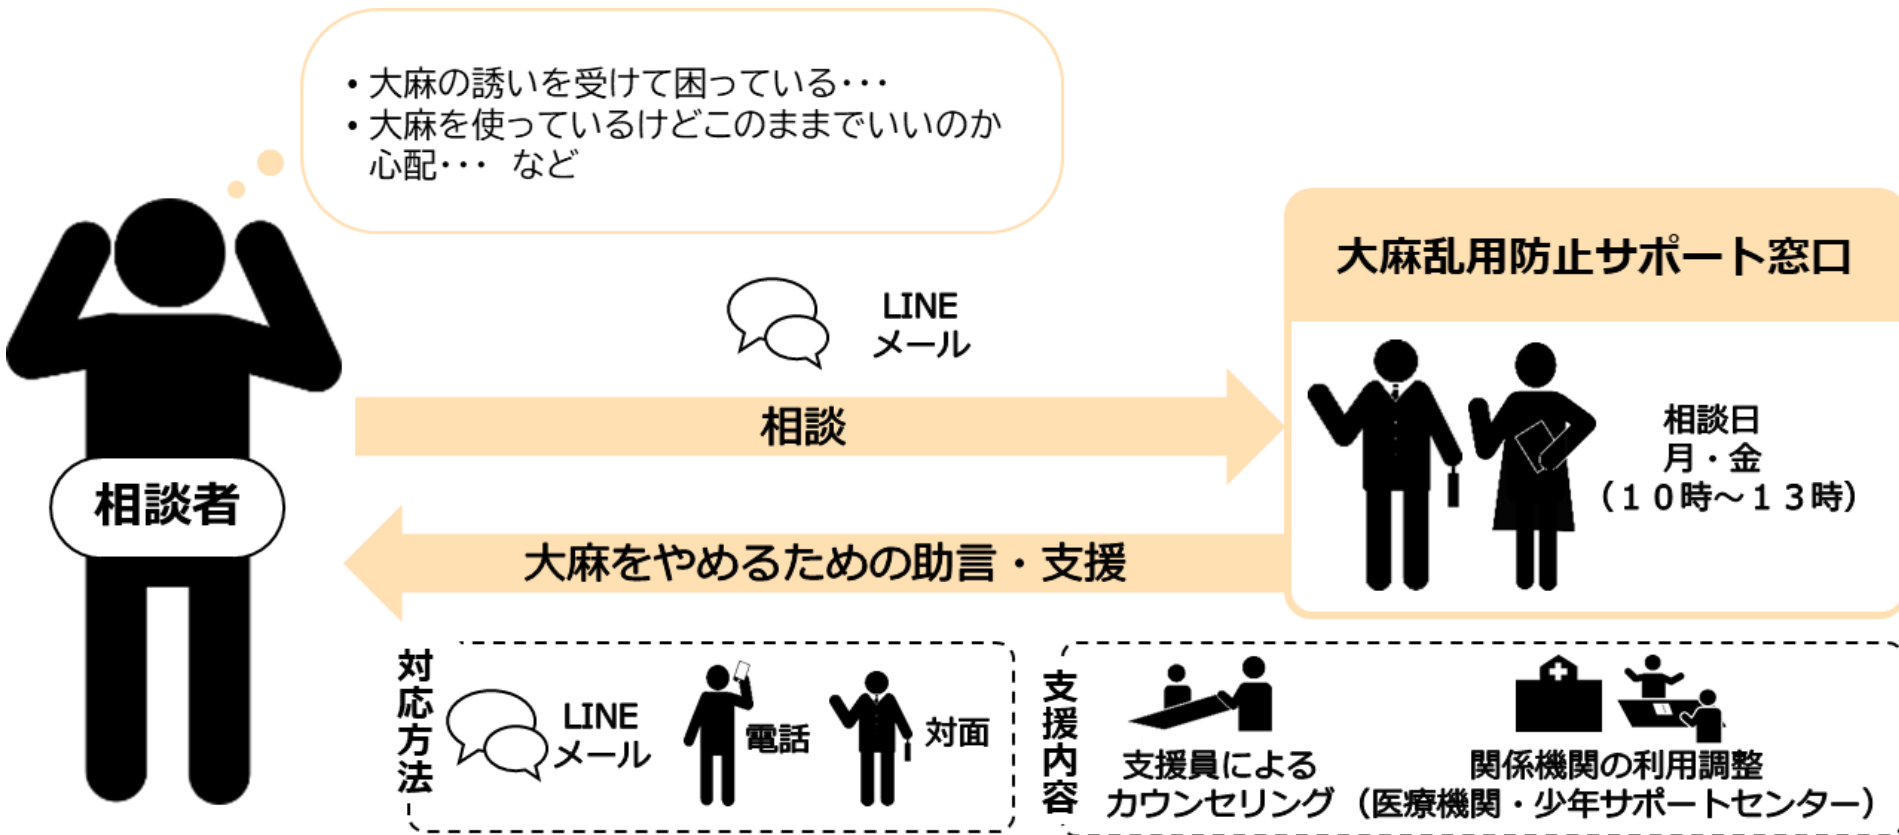 ・大麻の誘いを受けて困っている･･･
・大麻を使っているけどこのままでいいのか
心配･･･ など
大麻乱用防止サポート窓口
LINE
メール
相談
相談日
月・金
（１０時～１３時）
相談者
大麻をやめるための助言・支援
対応方法
LINE
メール
電話
対面
支援内容
支援員による
カウンセリング
関係機関の利用調整
（医療機関・少年サポートセンター）